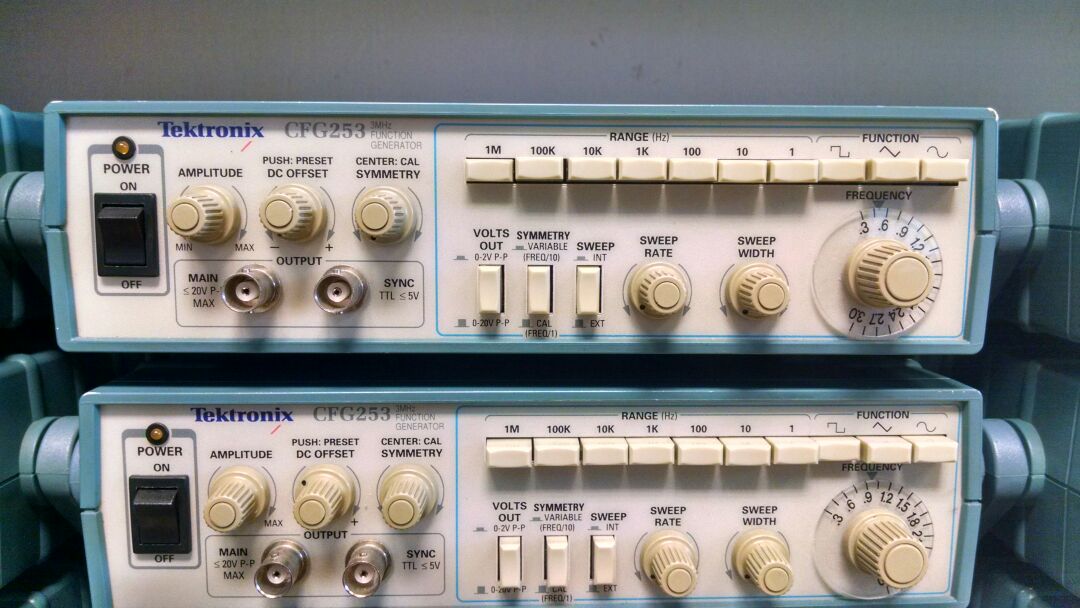 Tektronix CFG253 3MHz FUNCTION GENERATOR
POWER
ON
OFF
AMPLITUDE
MIN MAX
PUSH: PRESET
DC OFFSET
− +
CENTER: CAL
SYMMETRY
OUTPUT
MAIN
≤ 20V P-
MAX
SYNC
TTL ≤ 5V
RANGE (Hz)
1M 100K 10K 1K 100 10 1
FUNCTION
FREQUENCY
.3 .6 .9 1.2
2.4 2.7 3.0
VOLTS
OUT
0-2V P-P
0-20V P-P
SYMMETRY
VARIABLE
(FREQ/10)
CAL
(FREQ/1)
SWEEP
INT
EXT
SWEEP
RATE
SWEEP
WIDTH
Tektronix CFG253 3MHz FUNCTION GENERATOR
POWER
ON
OFF
AMPLITUDE
MAX
PUSH: PRESET
DC OFFSET
+
CENTER: CAL
SYMMETRY
OUTPUT
MAIN
≤ 20V P-P
MAX
SYNC
TTL ≤ 5V
RANGE (Hz)
1M 100K 10K 1K 100 10 1
FUNCTION
FREQUENCY
.3 .6 .9 1.2 1.5 1.8
VOLTS
OUT
0-2V P-P
0-20V P-P
SYMMETRY
VARIABLE
(FREQ/10)
CAL
(FREQ/1)
SWEEP
INT
EXT
SWEEP
RATE
SWEEP
WIDTH